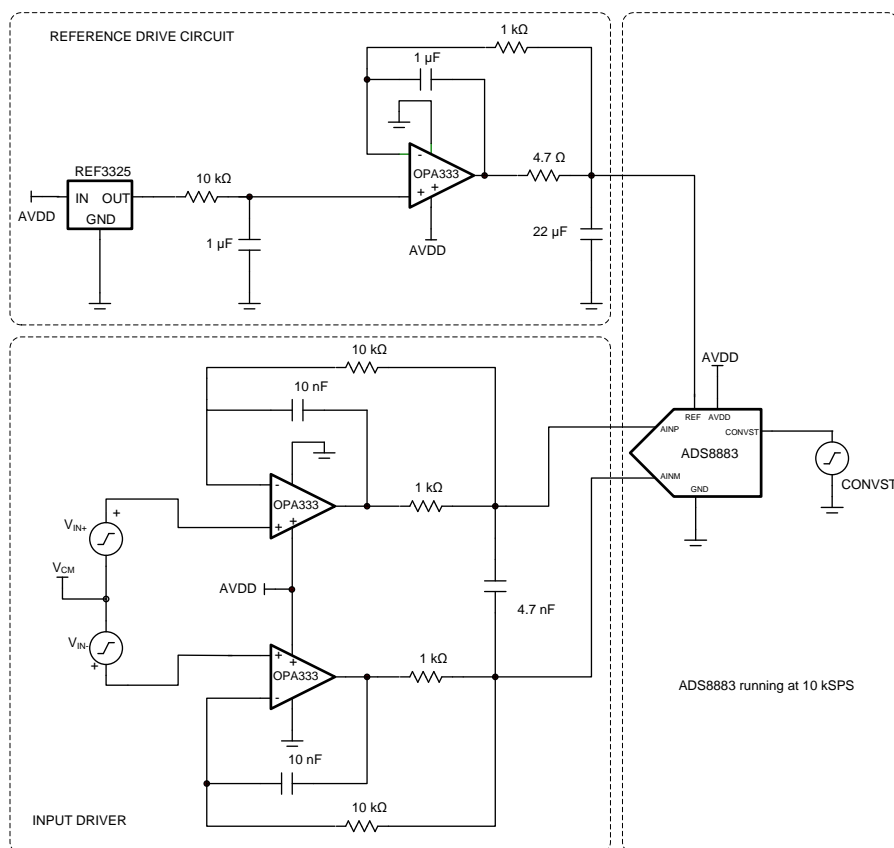 REFERENCE DRIVE CIRCUIT
1 kΩ
1 µF
-
OPA333
+ +
AVDD
4.7 Ω
22 µF
REF3325
IN OUT
GND
AVDD
10 kΩ
1 µF
10 kΩ
10 nF
-
OPA333
+ +
1 kΩ
VIN+
+
VCM
VIN-
+
AVDD
4.7 nF
+ +
OPA333
-
1 kΩ
10 nF
10 kΩ
INPUT DRIVER
AVDD
REF AVDD
AINP
CONVST
ADS8883
AINM
GND
CONVST
ADS8883 running at 10 kSPS